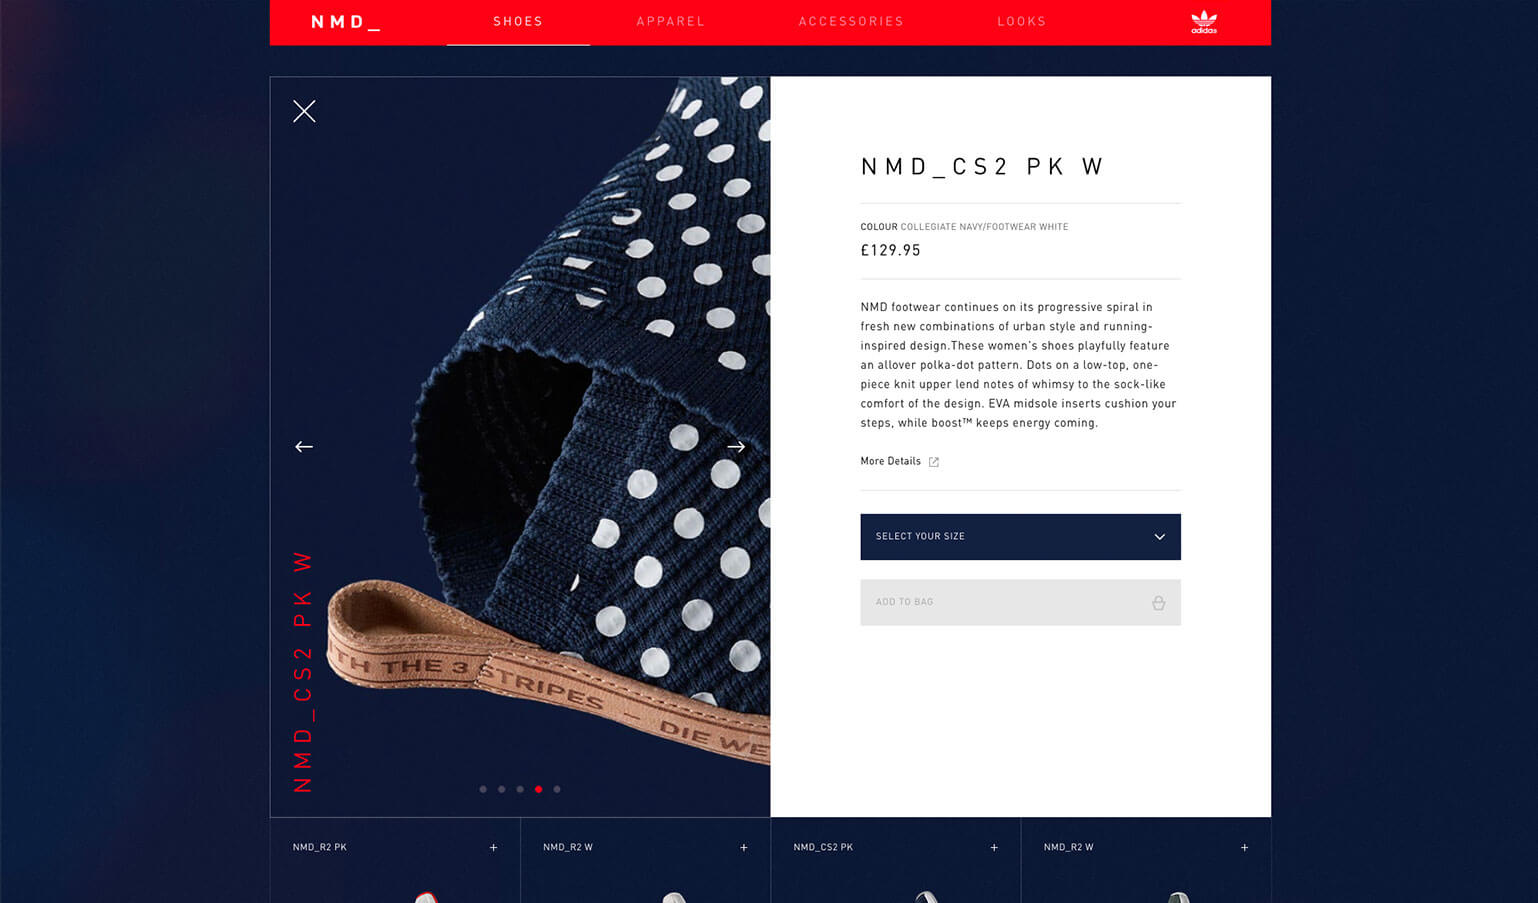 NMD_
SHOES
APPAREL
ACCESSORIES
LOOKS
adidas
NMD_CS2 PK W
TH THE 3 STRIPES – DIE WE
NMD_CS2 PK W
COLOUR COLLEGIATE NAVY/FOOTWEAR WHITE
£129.95
NMD footwear continues on its progressive spiral in
fresh new combinations of urban style and running-
inspired design.These women's shoes playfully feature
an allover polka-dot pattern. Dots on a low-top, one-
piece knit upper lend notes of whimsy to the sock-like
comfort of the design. EVA midsole inserts cushion your
steps, while boost™ keeps energy coming.
More Details
SELECT YOUR SIZE
ADD TO BAG
NMD_R2 PK
NMD_R2 W
NMD_CS2 PK
NMD_R2 W